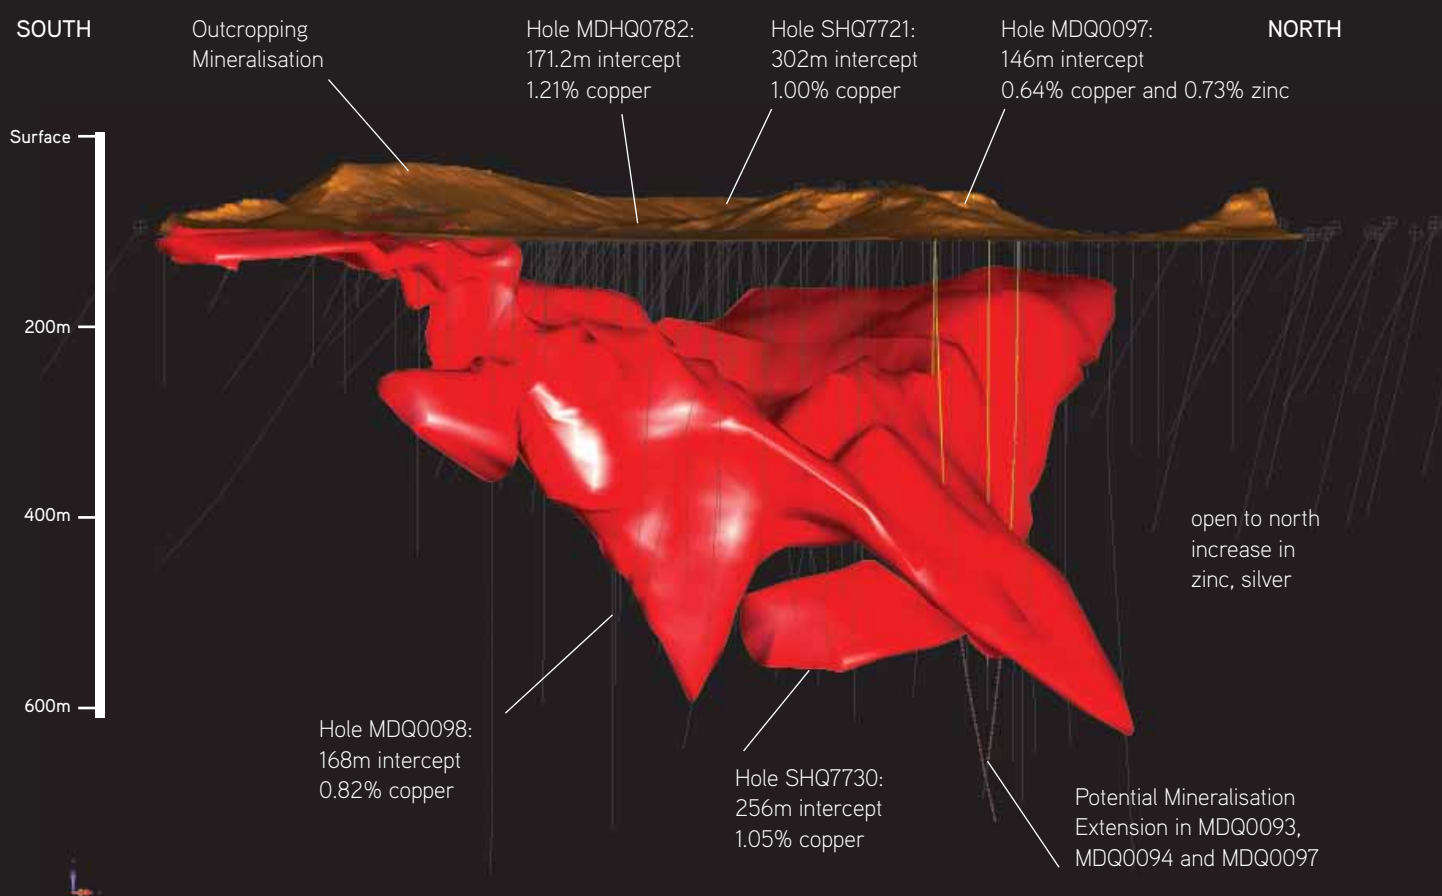 SOUTH
Outcropping
Mineralisation
Hole MDHQ0782:
171.2m intercept
1.21% copper
Hole SHQ7721:
302m intercept
1.00% copper
Hole MDQ0097:
146m intercept
0.64% copper and 0.73% zinc
NORTH
Surface
200m
400m
600m
open to north
increase in
zinc, silver
Hole MDQ0098:
168m intercept
0.82% copper
Hole SHQ7730:
256m intercept
1.05% copper
Potential Mineralisation
Extension in MDQ0093,
MDQ0094 and MDQ0097